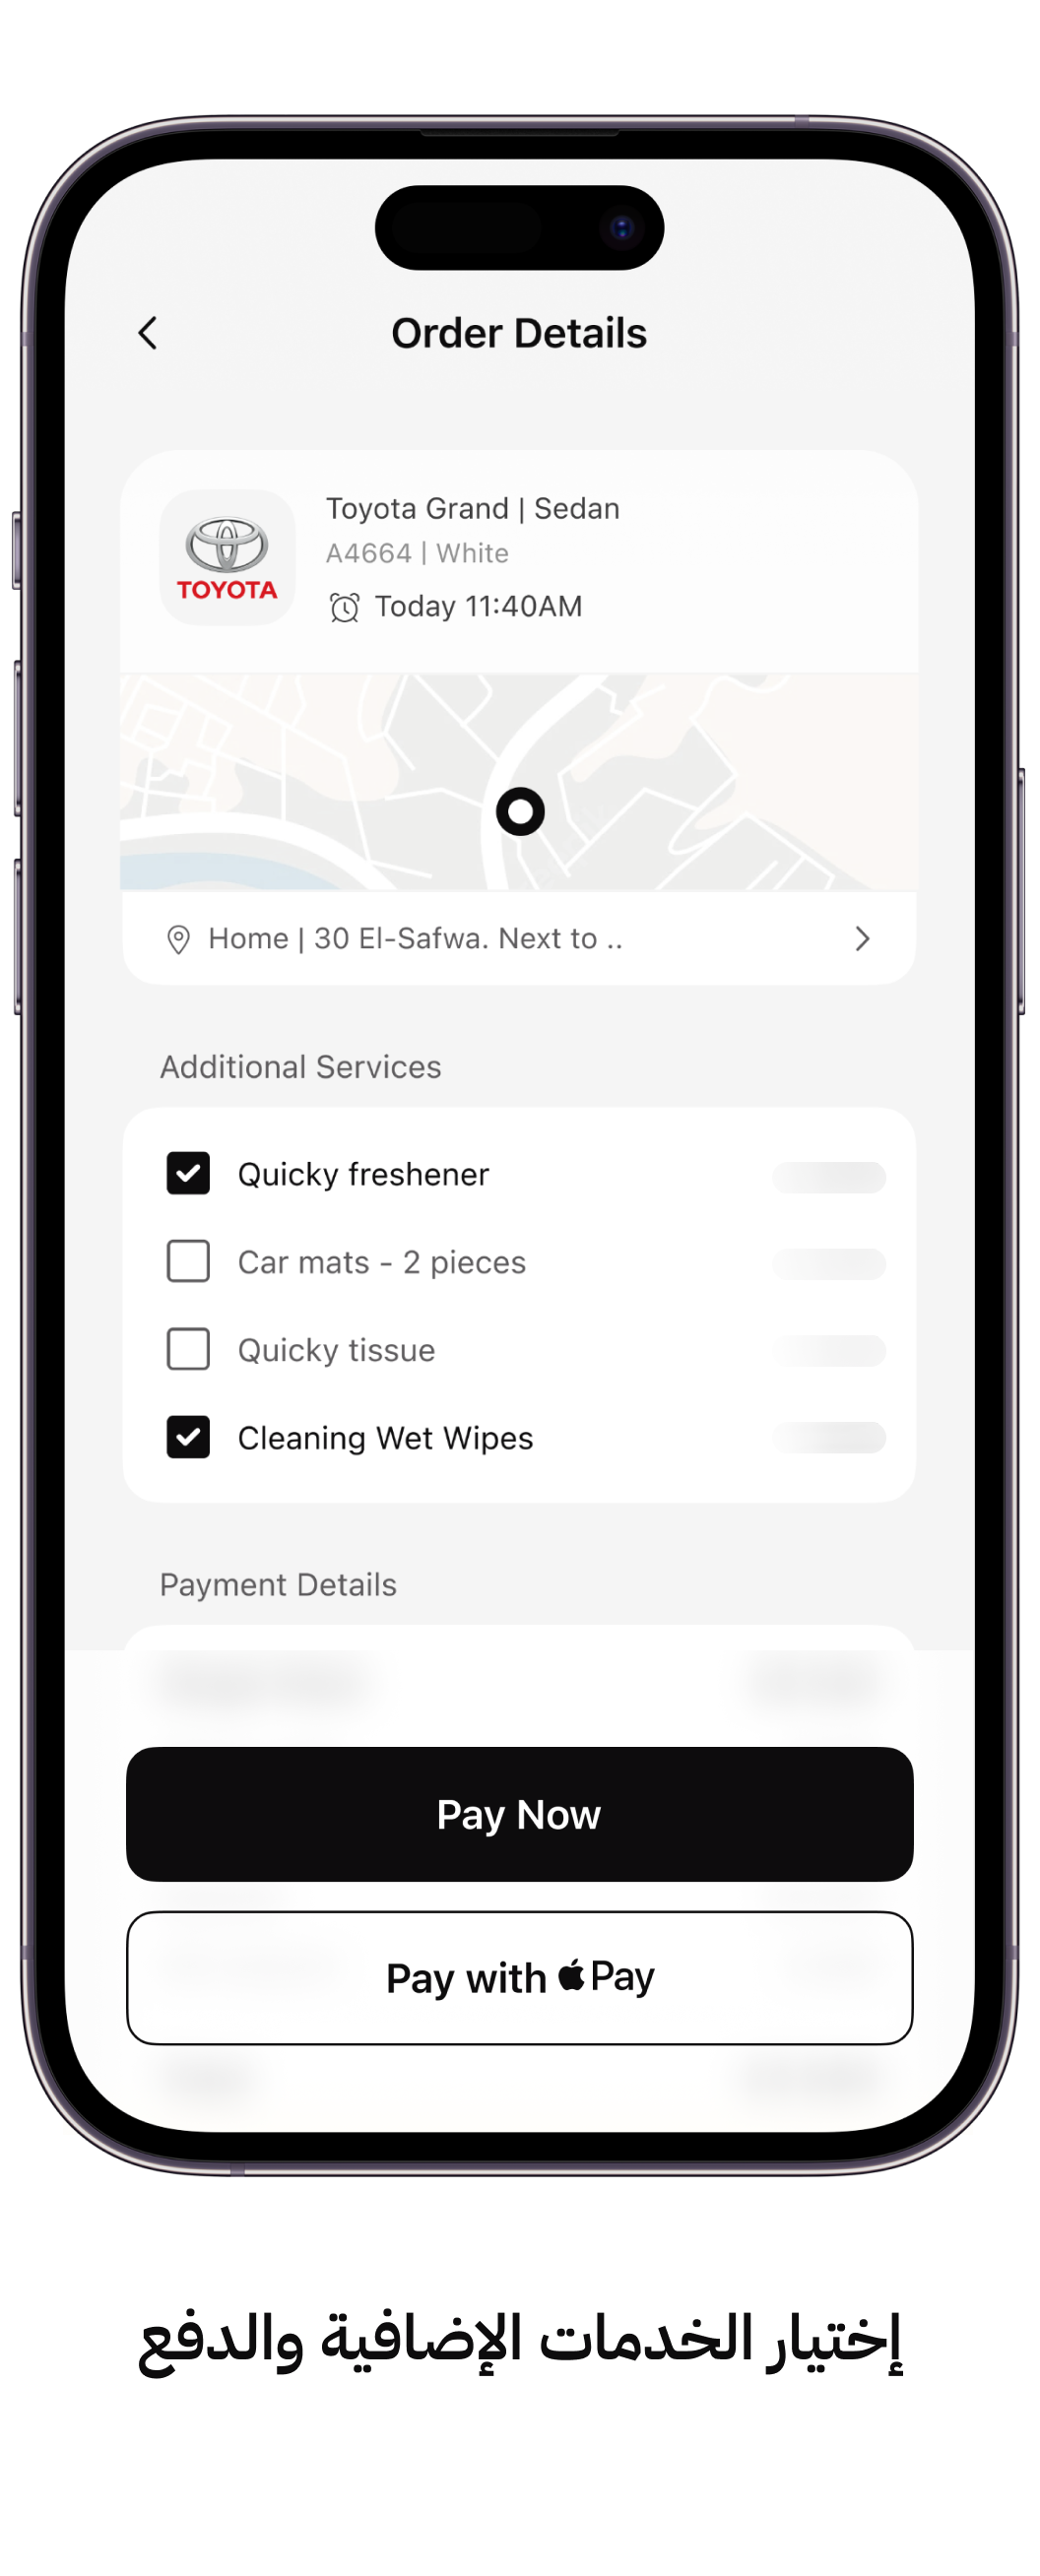 Order Details
Toyota Grand | Sedan
A4664 | White
TOYOTA
Today 11:40AM
Home | 30 El-Safwa. Next to ..
Additional Services
Quicky freshener
Car mats - 2 pieces
Quicky tissue
Cleaning Wet Wipes
Payment Details
Pay Now
Pay with Pay
إختيار الخدمات الإضافية والدفع